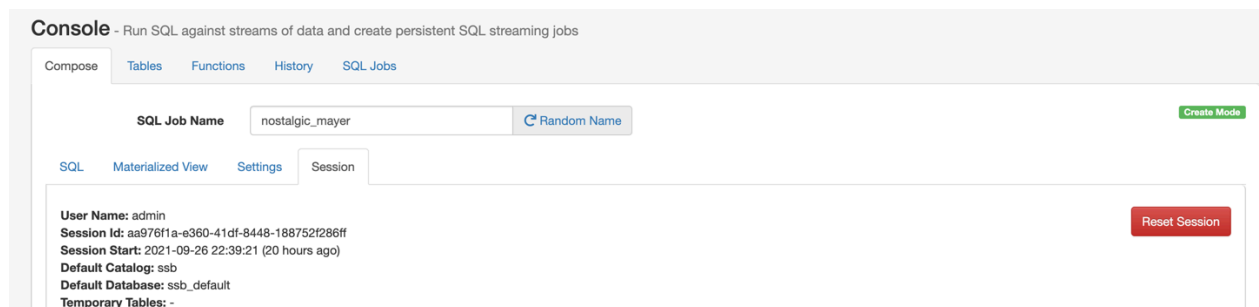 Console - Run SQL against streams of data and create persistent SQL streaming jobs
Compose Tables Functions History SQL Jobs
SQL Job Name nostalgic_mayer Random Name Create Mode
SQL Materialized View Settings Session
User Name: admin Reset Session
Session Id: aa976f1a-e360-41df-8448-188752f286ff
Session Start: 2021-09-26 22:39:21 (20 hours ago)
Default Catalog: ssb
Default Database: ssb_default
Temporary Tables: -